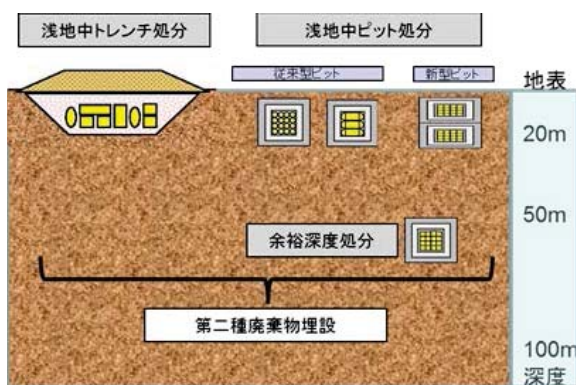 浅地中トレンチ処分
浅地中ピット処分
従来型ピット
新型ピット
地表
20m
50m
余裕深度処分
第二種廃棄物埋設
100m
深度